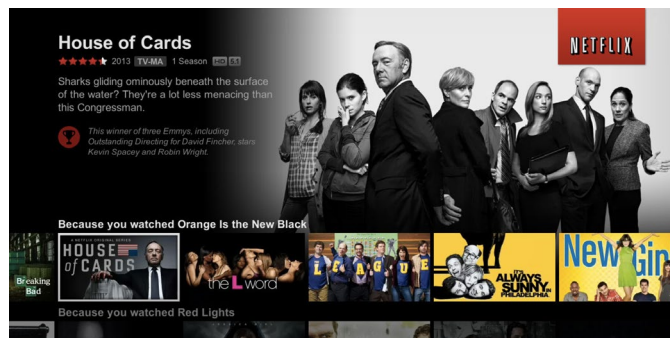 House of Cards
NETFLIX
2013 TV-MA 1 Season HD 5.1
Sharks gliding ominously beneath the surface
of the water? They're a lot less menacing than
this Congressman.
This winner of three Emmys, including
Outstanding Directing for David Fincher, stars
Kevin Spacey and Robin Wright.
Because you watched Orange Is the New Black
Breaking
Bad
A NETFLIX ORIGINAL SERIES
HOUSE
of CARDS
the L word
LEAGUE
IT'S
ALWAYS
SUNNY IN
PHILADELPHIA
New Girl
Because you watched Red Lights